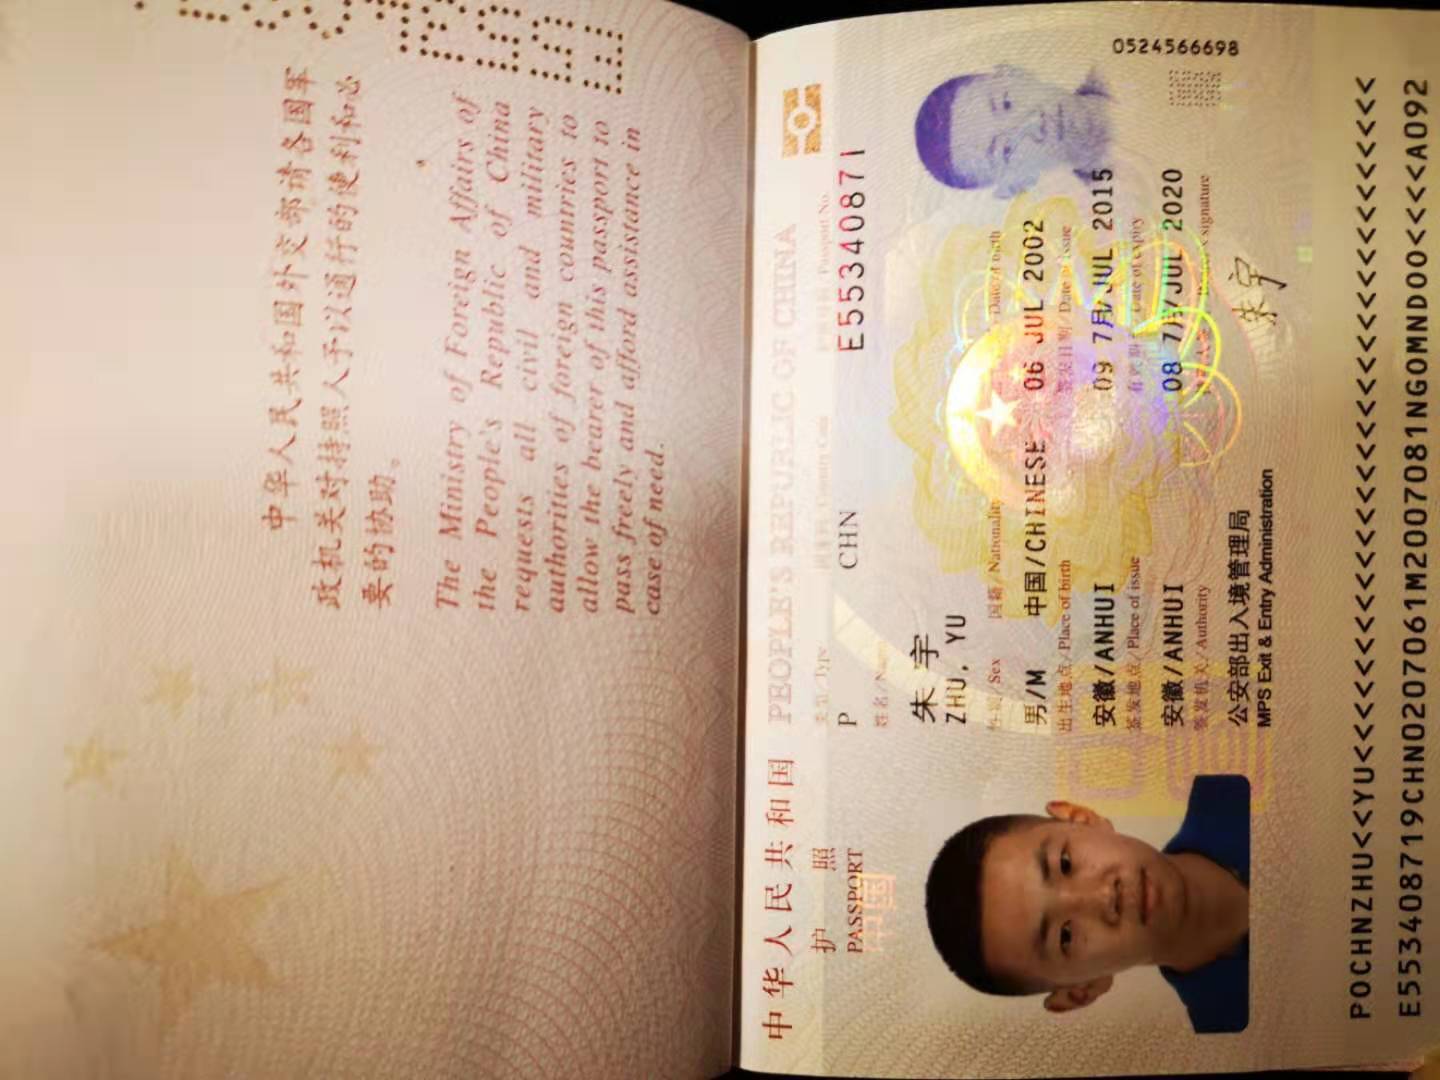 中华人民共和国外交部请各国军
政机关对持照人予以通行的便利和必
要的协助。
The Ministry of Foreign Affairs of
the People's Republic of China
requests all civil and military
authorities of foreign countries to
allow the bearer of this passport to
pass freely and afford assistance in
case of need.
中华人民共和国 PEOPLE'S REPUBLIC OF CHINA
0524566698
护照
PASSPORT
中国
类型/Type 国家码/Country Code 护照号/Passport No.
P CHN E55340871
姓名/Name
朱宇
ZHU, YU
性别/Sex 国籍/Nationality Date of birth
男/M 中国/CHINESE 06 JUL 2002
出生地点/Place of birth 签发日期/Date of issue
安徽/ANHUI 09 7月/JUL 2015
签发地点/Place of issue 有效期至/Date of expiry
安徽/ANHUI 08 7月/JUL 2020
签发机关/Authority signature
公安部出入境管理局
MPS Exit & Entry Administration
朱宇
POCHNZHU<<YU<<<<<<<<<<<<<<<<<<<<<<<<<<<<<<<<
E553408719CHN0207061M2007081NGOMNDOO<<<<A092